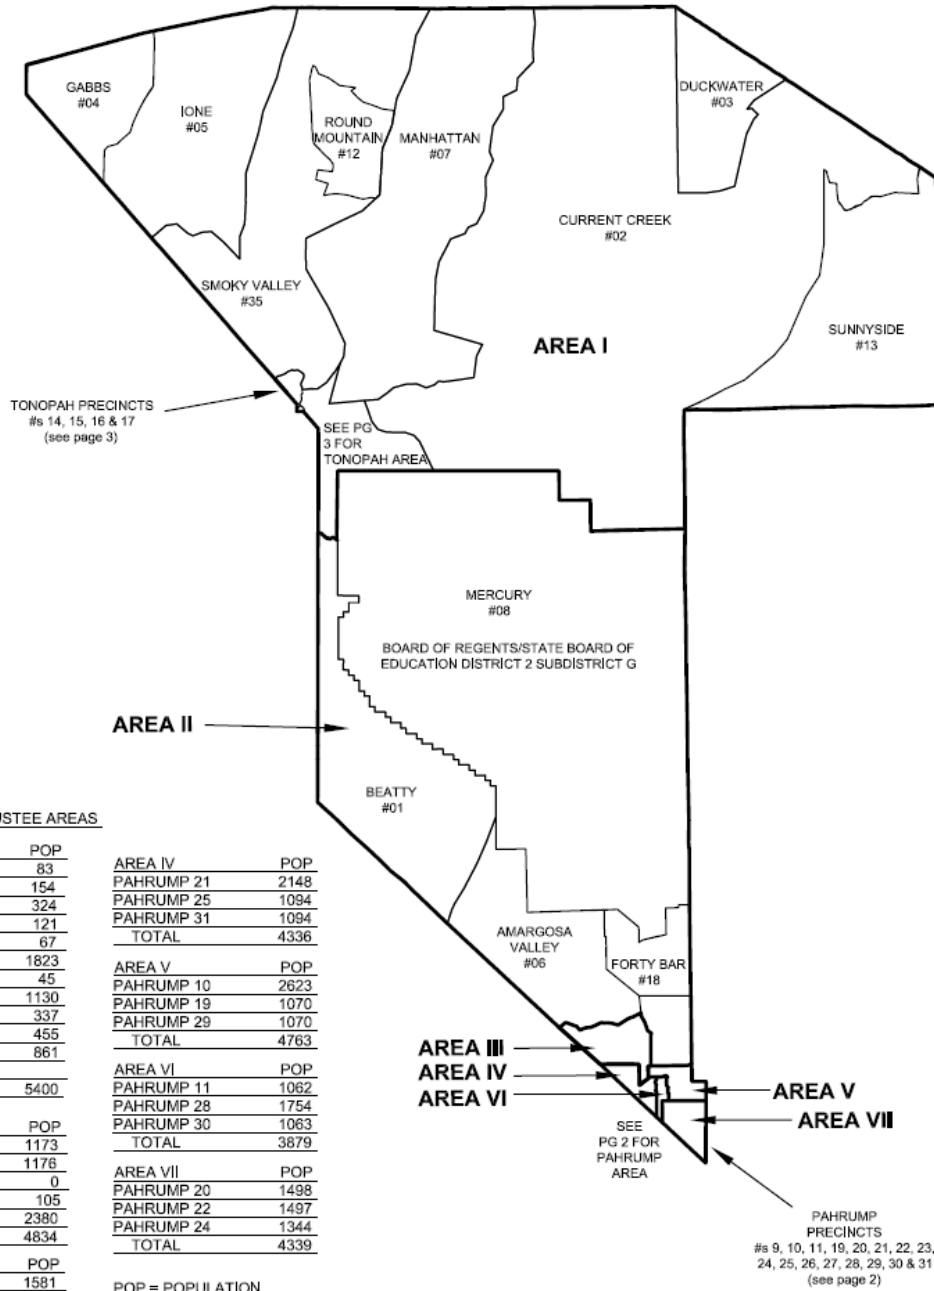 GABBS
#04
IONE
#05
ROUND
MOUNTAIN
#12
MANHATTAN
#07
DUCKWATER
#03
CURRENT CREEK
#02
SMOKY VALLEY
#35
AREA I
SUNNYSIDE
#13
TONOPAH PRECINCTS
#s 14, 15, 16 & 17
(see page 3)
SEE PG
3 FOR
TONOPAH AREA
MERCURY
#08
BOARD OF REGENTS/STATE BOARD OF
EDUCATION DISTRICT 2 SUBDISTRICT G
AREA II
BEATTY
#01
AMARGOSA
VALLEY
#06
FORTY BAR
#18
AREA III
AREA IV
AREA VI
AREA V
AREA VII
SEE
PG 2 FOR
PAHRUMP
AREA
PAHRUMP
PRECINCTS
#s 9, 10, 11, 19, 20, 21, 22, 23,
24, 25, 26, 27, 28, 29, 30 & 31
(see page 2)
USTEE AREAS
POP
83
154
324
121
67
1823
45
1130
337
455
861
5400
POP
1173
1176
0
105
2380
4834
POP
1581
AREA IV POP
PAHRUMP 21 2148
PAHRUMP 25 1094
PAHRUMP 31 1094
TOTAL 4336
AREA V POP
PAHRUMP 10 2623
PAHRUMP 19 1070
PAHRUMP 29 1070
TOTAL 4763
AREA VI POP
PAHRUMP 11 1062
PAHRUMP 28 1754
PAHRUMP 30 1063
TOTAL 3879
AREA VII POP
PAHRUMP 20 1498
PAHRUMP 22 1497
PAHRUMP 24 1344
TOTAL 4339
POP = POPULATION